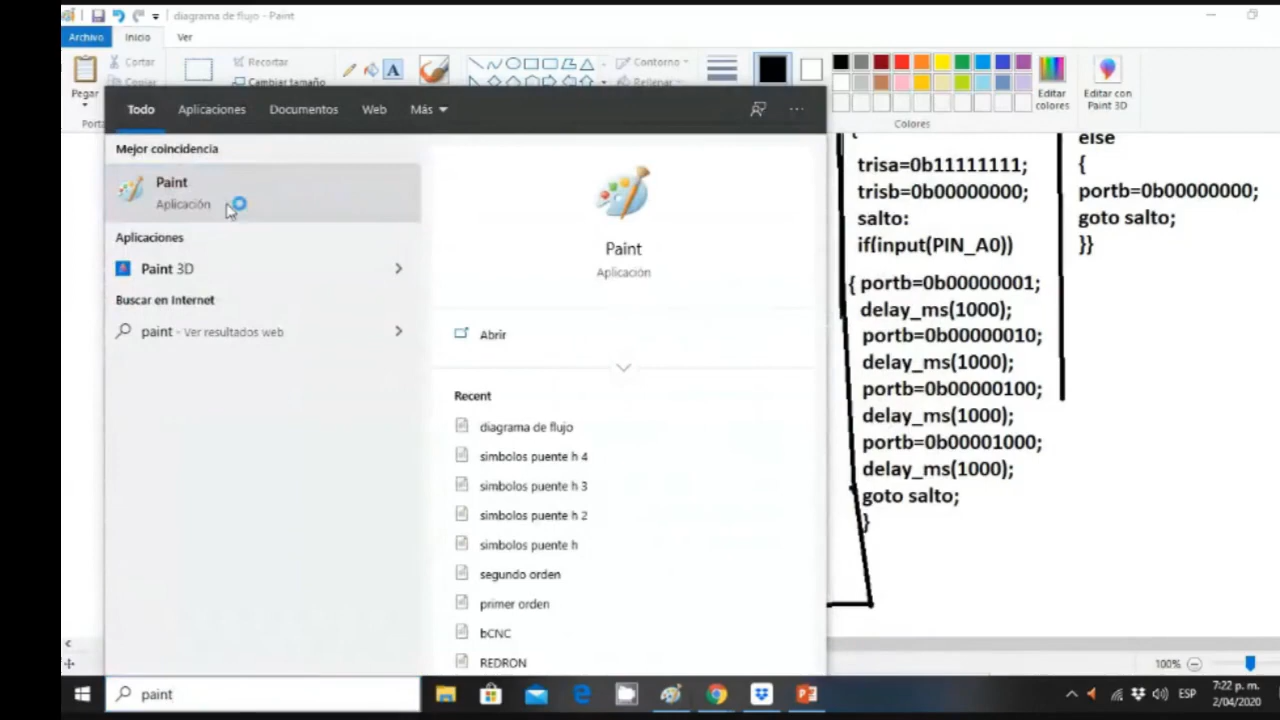 diagrama de flujo - Paint
Archivo
Inicio
Ver
Pegar
Cortar
Copiar
Recortar
Cambiar tamaño
A
Contorno
Rellenar
Editar colores
Editar con Paint 3D
Colores
Todo
Aplicaciones
Documentos
Web
Más
Mejor coincidencia
Paint
Aplicación
Aplicaciones
Paint 3D
Buscar en Internet
paint - Ver resultados web
Paint
Aplicación
Abrir
Recent
diagrama de flujo
simbolos puente h 4
simbolos puente h 3
simbolos puente h 2
simbolos puente h
segundo orden
primer orden
bCNC
REDRON
{
trisa=0b11111111;
trisb=0b00000000;
salto:
if(input(PIN_A0))
{ portb=0b00000001;
delay_ms(1000);
portb=0b00000010;
delay_ms(1000);
portb=0b00000100;
delay_ms(1000);
portb=0b00001000;
delay_ms(1000);
goto salto;
}
else
{
portb=0b00000000;
goto salto;
}}
100%
paint
ESP
7:22 p. m.
2/04/2020